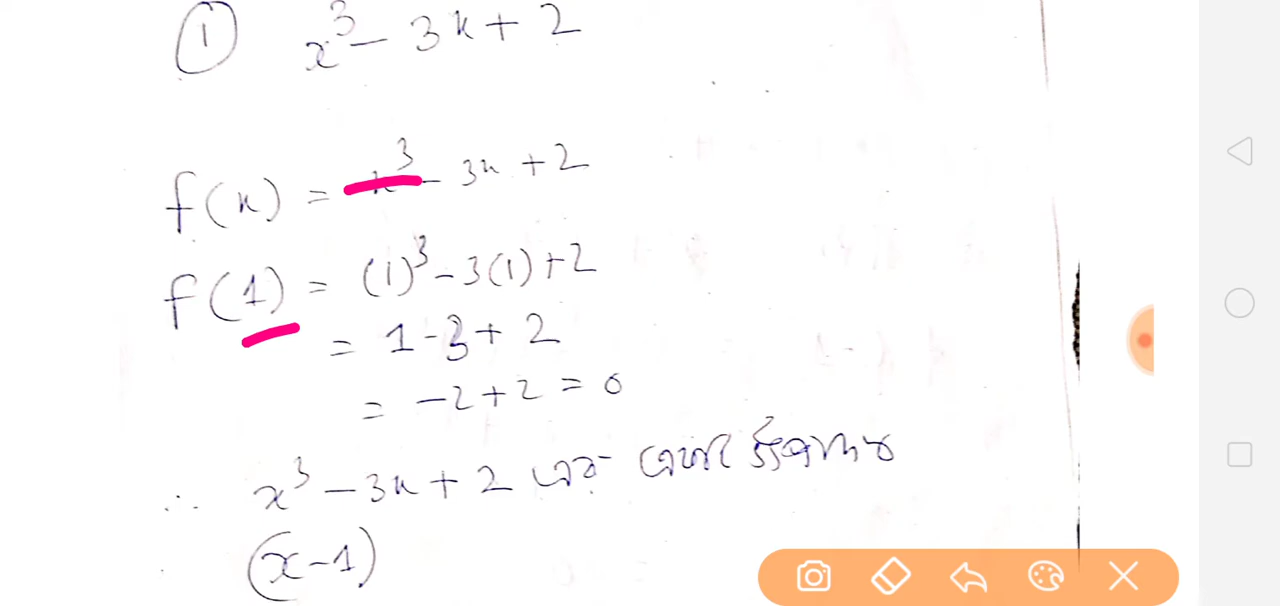 ① x³ - 3x + 2
f(x) = x³ - 3x + 2
f(1) = (1)³ - 3(1) + 2
= 1 - 3 + 2
= -2 + 2 = 0
∴ x³ - 3x + 2 এর একটি উৎপাদক
(x - 1)